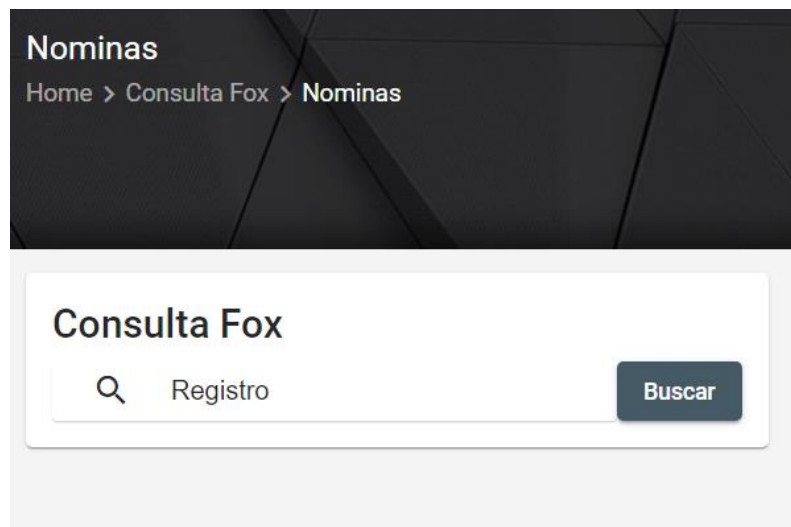 Nominas
Home > Consulta Fox > Nominas
Consulta Fox
Registro
Buscar